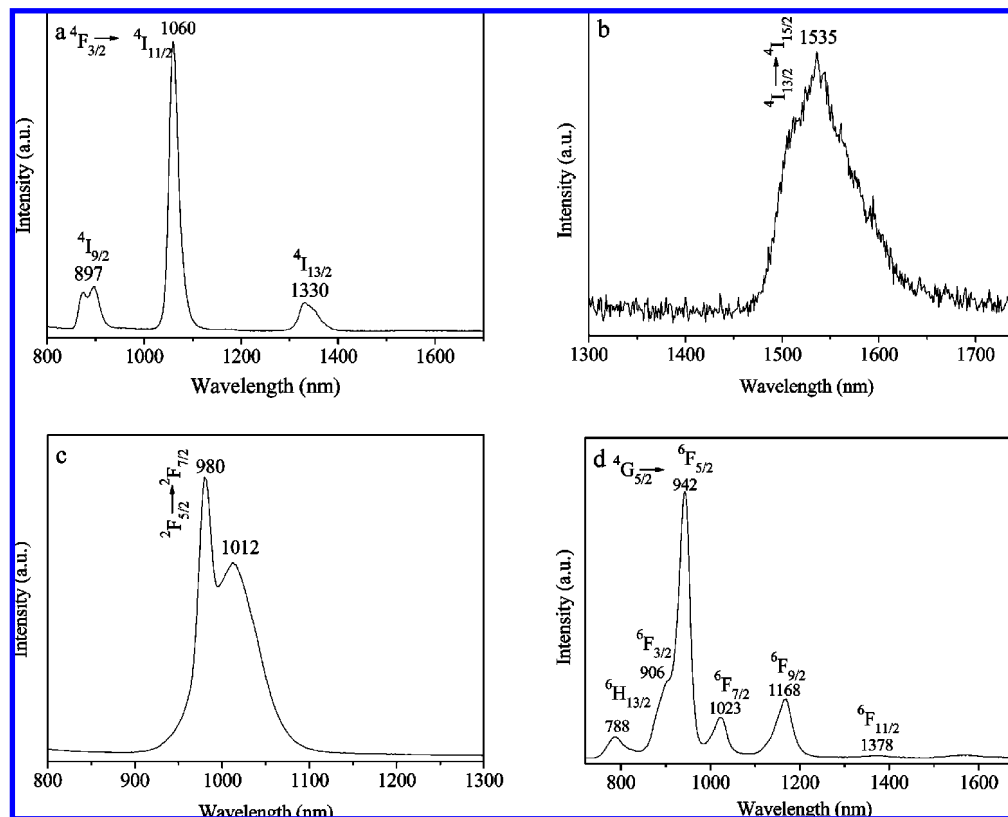 a ⁴F₃/₂ → ⁴I₁₁/₂
1060
⁴I₉/₂
897
⁴I₁₃/₂
1330
Intensity (a.u.)
800 1000 1200 1400 1600
Wavelength (nm)
b
⁴I₁₃/₂ → ⁴I₁₅/₂
1535
Intensity (a.u.)
1300 1400 1500 1600 1700
Wavelength (nm)
c
²F₅/₂ → ²F₇/₂
980
1012
Intensity (a.u.)
800 900 1000 1100 1200 1300
Wavelength (nm)
d ⁴G₅/₂ → ⁶F₅/₂
942
⁶F₃/₂
906
⁶H₁₃/₂
788
⁶F₇/₂
1023
⁶F₉/₂
1168
⁶F₁₁/₂
1378
Intensity (a.u.)
800 1000 1200 1400 1600
Wavelength (nm)